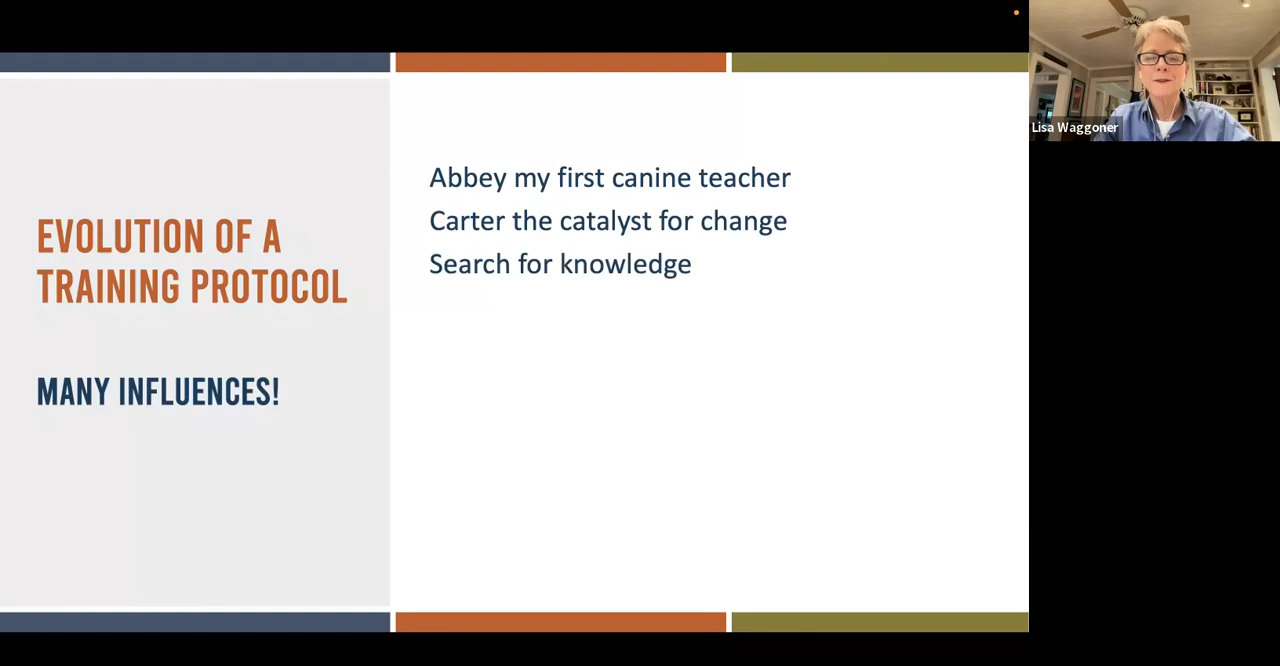 EVOLUTION OF A
TRAINING PROTOCOL
MANY INFLUENCES!
Abbey my first canine teacher
Carter the catalyst for change
Search for knowledge
Lisa Waggoner